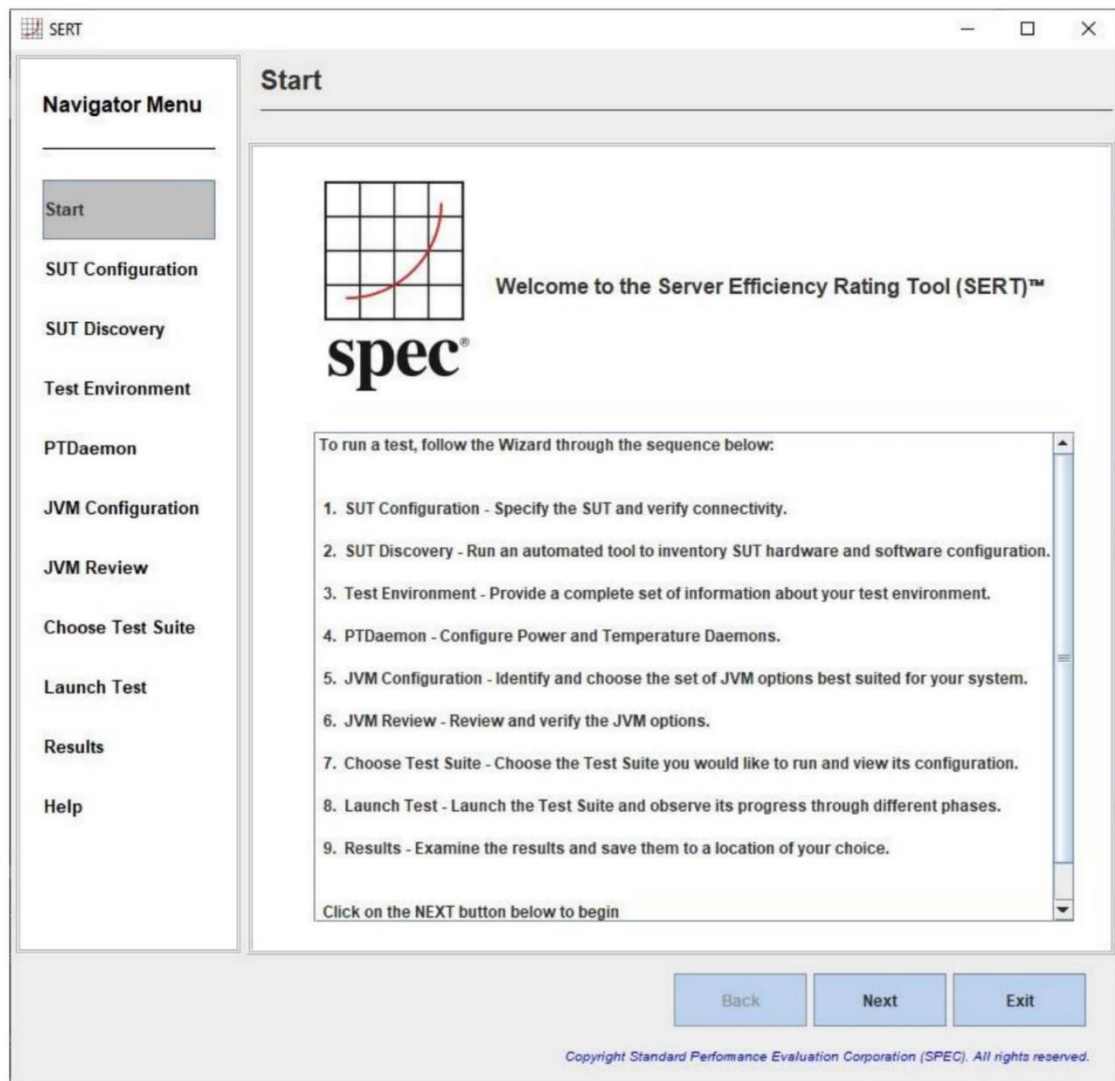 SERT
Navigator Menu
Start
SUT Configuration
SUT Discovery
Test Environment
PTDaemon
JVM Configuration
JVM Review
Choose Test Suite
Launch Test
Results
Help
Start
spec®
Welcome to the Server Efficiency Rating Tool (SERT)™
To run a test, follow the Wizard through the sequence below:
1. SUT Configuration - Specify the SUT and verify connectivity.
2. SUT Discovery - Run an automated tool to inventory SUT hardware and software configuration.
3. Test Environment - Provide a complete set of information about your test environment.
4. PTDaemon - Configure Power and Temperature Daemons.
5. JVM Configuration - Identify and choose the set of JVM options best suited for your system.
6. JVM Review - Review and verify the JVM options.
7. Choose Test Suite - Choose the Test Suite you would like to run and view its configuration.
8. Launch Test - Launch the Test Suite and observe its progress through different phases.
9. Results - Examine the results and save them to a location of your choice.
Click on the NEXT button below to begin
Back
Next
Exit
Copyright Standard Performance Evaluation Corporation (SPEC). All rights reserved.